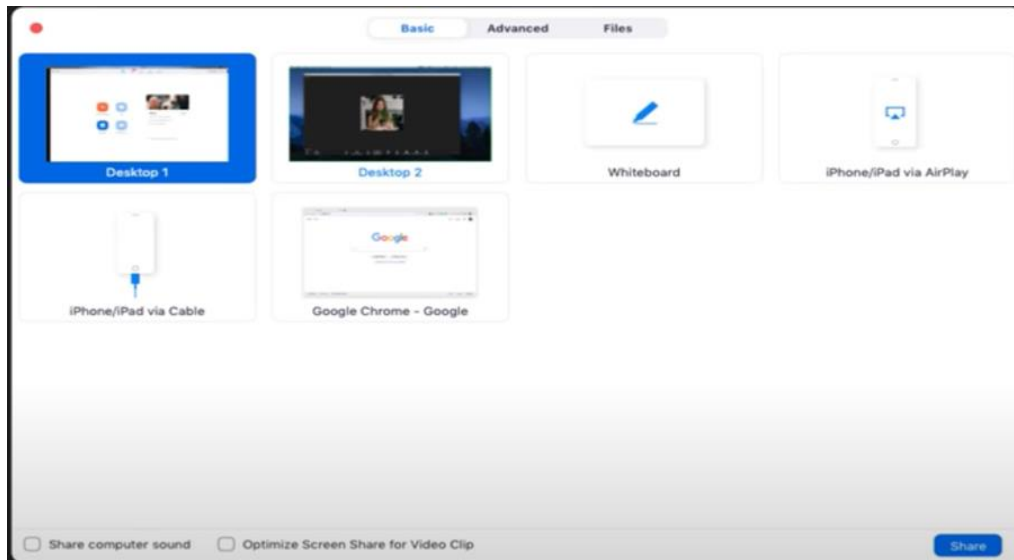 Basic Advanced Files
Desktop 1 Desktop 2 Whiteboard iPhone/iPad via AirPlay
Google
iPhone/iPad via Cable Google Chrome - Google
Share computer sound Optimize Screen Share for Video Clip Share